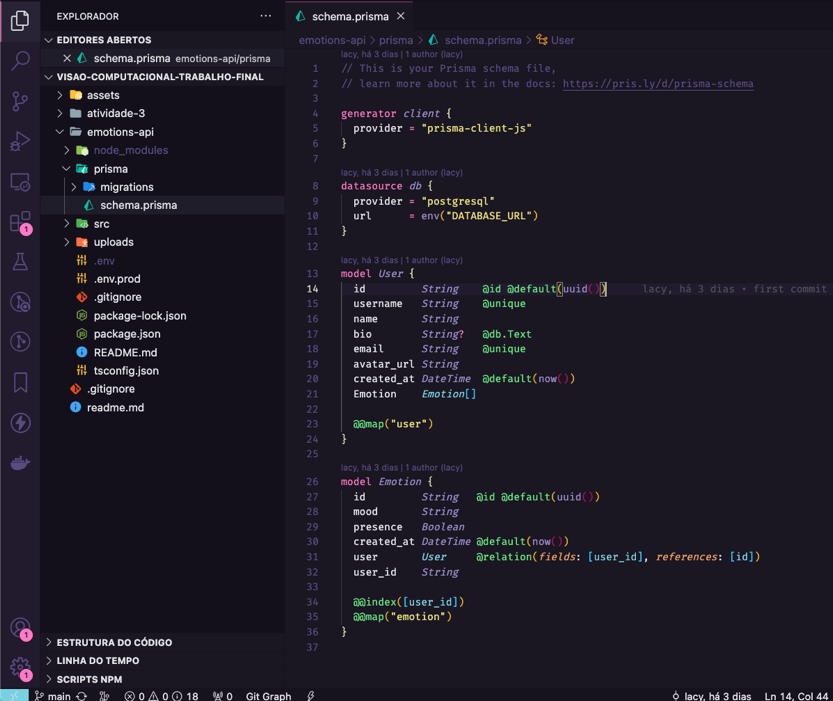 EXPLORADOR ···
EDITORES ABERTOS
schema.prisma emotions-api/prisma
VISAO-COMPUTACIONAL-TRABALHO-FINAL
assets
atividade-3
emotions-api
node_modules
prisma
migrations
schema.prisma
src
uploads
.env
.env.prod
.gitignore
package-lock.json
package.json
README.md
tsconfig.json
.gitignore
readme.md
ESTRUTURA DO CÓDIGO
LINHA DO TEMPO
SCRIPTS NPM
1
1
1
schema.prisma
emotions-api > prisma > schema.prisma > User
lacy, há 3 dias | 1 author (lacy)
1 // This is your Prisma schema file,
2 // learn more about it in the docs: https://pris.ly/d/prisma-schema
3
4 generator client {
5 provider = "prisma-client-js"
6 }
7
lacy, há 3 dias | 1 author (lacy)
8 datasource db {
9 provider = "postgresql"
10 url = env("DATABASE_URL")
11 }
12
lacy, há 3 dias | 1 author (lacy)
13 model User {
14 id String @id @default(uuid()) lacy, há 3 dias • first commit
15 username String @unique
16 name String
17 bio String? @db.Text
18 email String @unique
19 avatar_url String
20 created_at DateTime @default(now())
21 Emotion Emotion[]
22
23 @@map("user")
24 }
25
lacy, há 3 dias | 1 author (lacy)
26 model Emotion {
27 id String @id @default(uuid())
28 mood String
29 presence Boolean
30 created_at DateTime @default(now())
31 user User @relation(fields: [user_id], references: [id])
32 user_id String
33
34 @@index([user_id])
35 @@map("emotion")
36 }
37
main 0 0 18 0 Git Graph lacy, há 3 dias Ln 14, Col 44